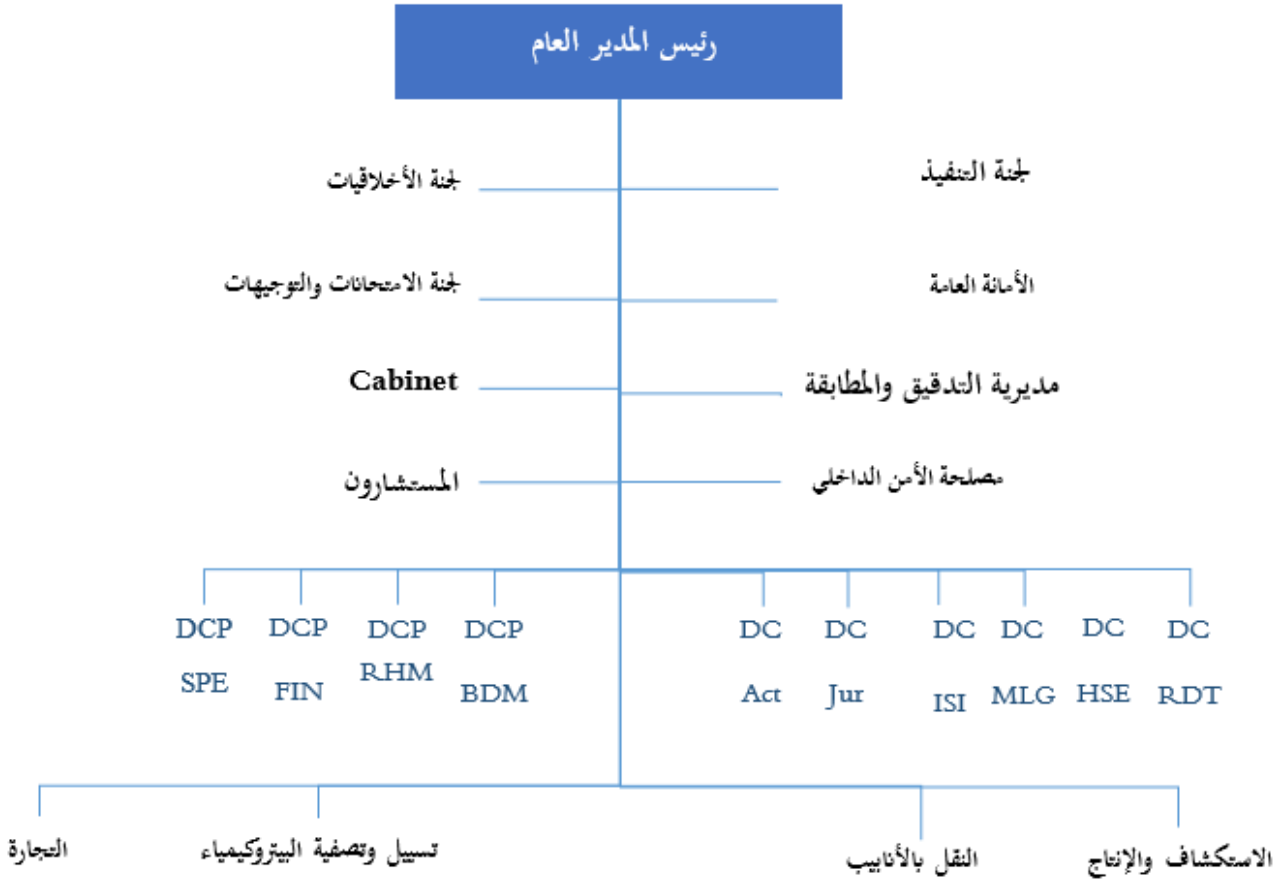 رئيس المدير العام
لجنة التنفيذ
لجنة الأخلاقيات
الأمانة العامة
لجنة الامتحانات والتوجيهات
مديرية التدقيق والمطابقة
Cabinet
مصلحة الأمن الداخلي
المستشارون
DCP DCP DCP DCP DC DC DC DC DC DC
SPE FIN RHM BDM Act Jur ISI MLG HSE RDT
الاستكشاف والإنتاج
النقل بالأنابيب
تسييل وتصفية البيتروكيمياء
التجارة